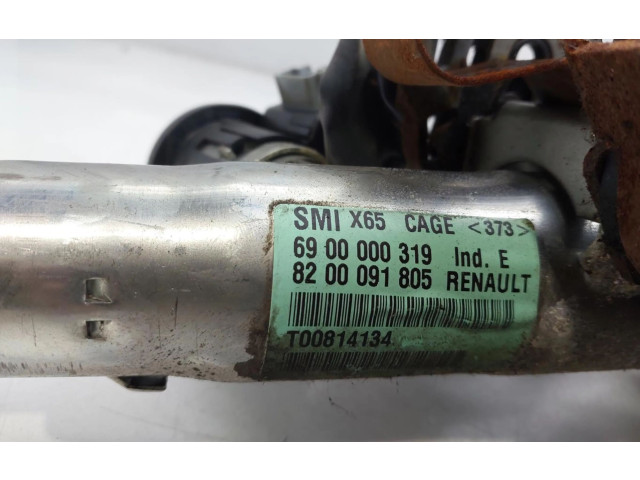 SMI X65 CAGE <373>
69 00 000 319 Ind. E
82 00 091 805 RENAULT
T00814134